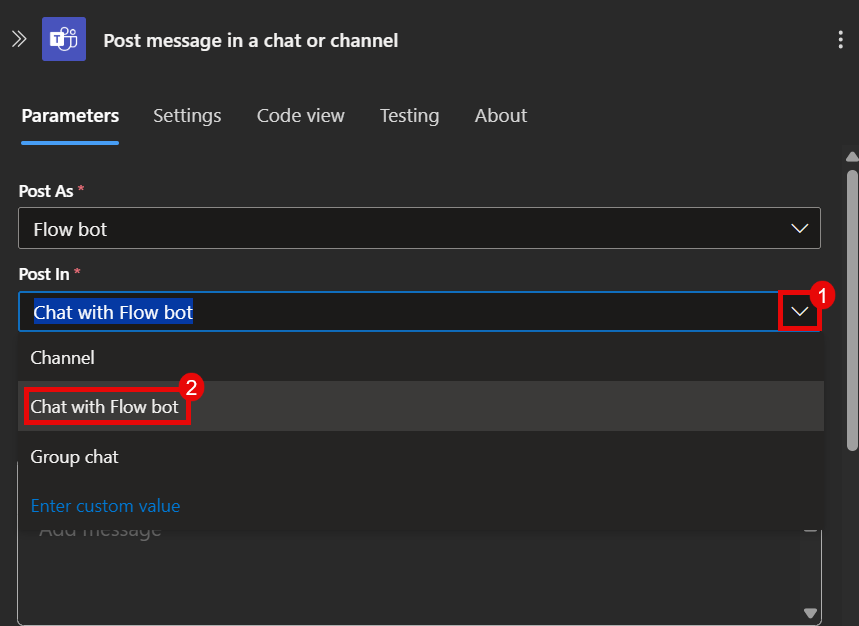 Post message in a chat or channel
Parameters Settings Code view Testing About
Post As *
Flow bot
Post In *
Chat with Flow bot
1
Channel
2
Chat with Flow bot
Group chat
Enter custom value
Add message